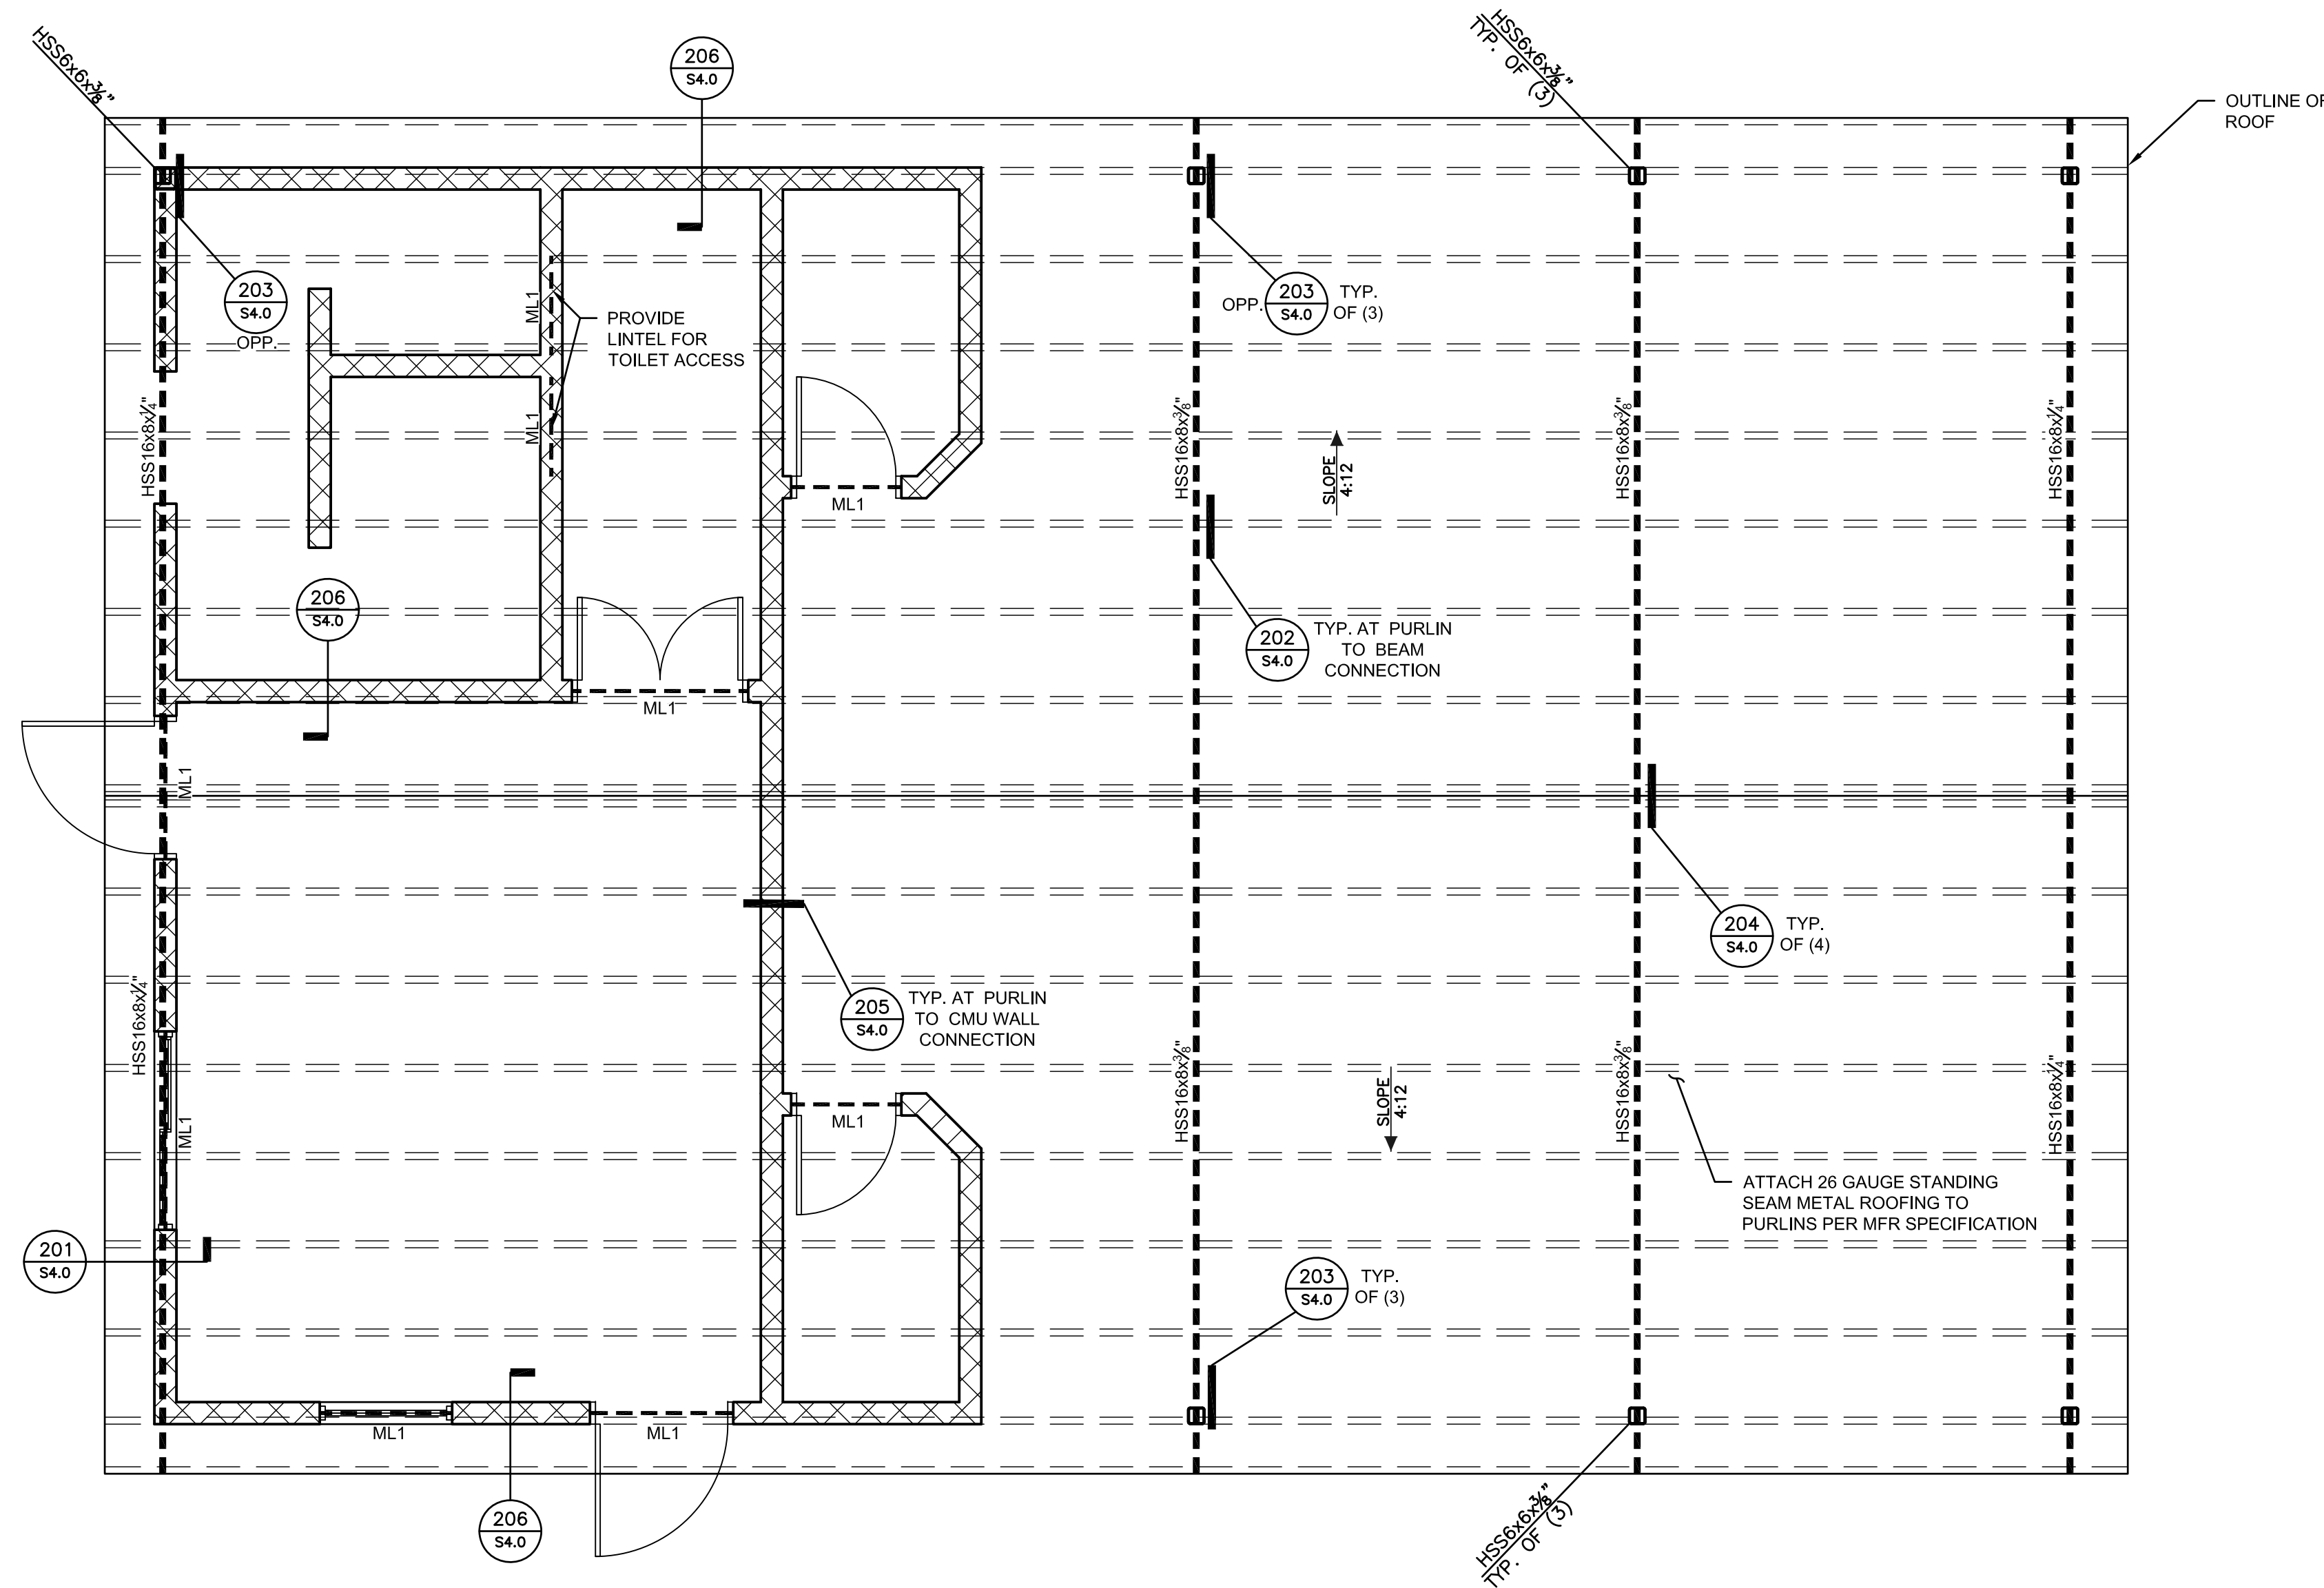 HSS6x6x⅜"
206
S4.0
HSS6x6x⅜"
TYP. OF (3)
OUTLINE OF
ROOF
203
S4.0
OPP.
ML1
PROVIDE
LINTEL FOR
TOILET ACCESS
ML1
OPP.
203
S4.0
TYP.
OF (3)
HSS16x8x¼"
HSS16x8x⅜"
SLOPE
4:12
HSS16x8x⅜"
HSS16x8x¼"
ML1
206
S4.0
202
S4.0
TYP. AT PURLIN
TO BEAM
CONNECTION
ML1
ML1
204
S4.0
TYP.
OF (4)
205
S4.0
TYP. AT PURLIN
TO CMU WALL
CONNECTION
HSS16x8x¼"
ML1
ML1
HSS16x8x⅜"
SLOPE
4:12
HSS16x8x⅜"
HSS16x8x¼"
ATTACH 26 GAUGE STANDING
SEAM METAL ROOFING TO
PURLINS PER MFR SPECIFICATION
201
S4.0
203
S4.0
TYP.
OF (3)
ML1
ML1
206
S4.0
HSS6x6x⅜"
TYP. OF (3)